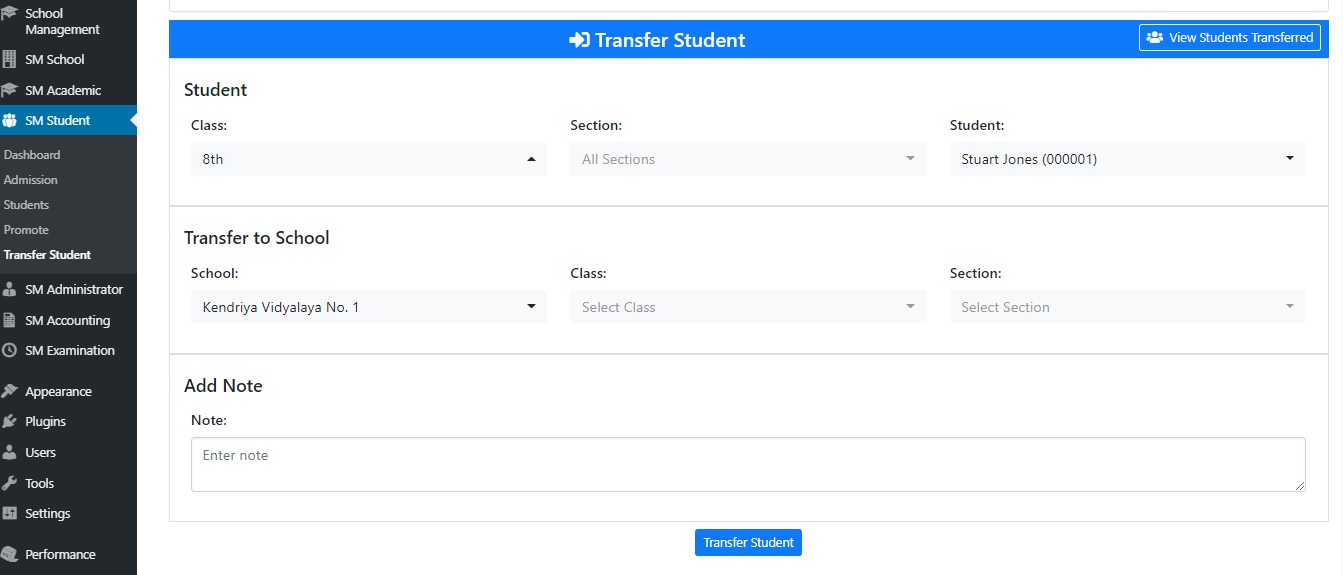 School
Management
SM School
SM Academic
SM Student
Dashboard
Admission
Students
Promote
Transfer Student
SM Administrator
SM Accounting
SM Examination
Appearance
Plugins
Users
Tools
Settings
Performance
Transfer Student
View Students Transferred
Student
Class: Section: Student:
8th All Sections Stuart Jones (000001)
Transfer to School
School: Class: Section:
Kendriya Vidyalaya No. 1 Select Class Select Section
Add Note
Note:
Enter note
Transfer Student